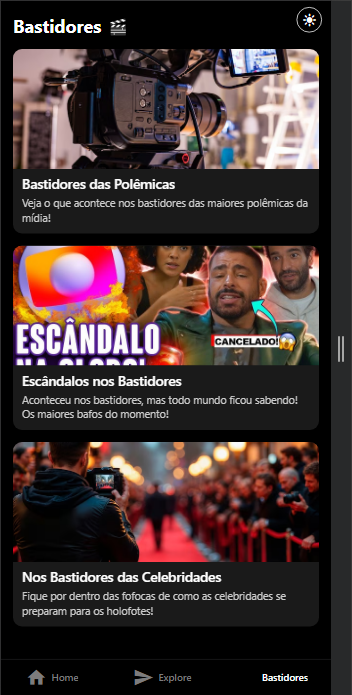 Bastidores 🎬
Bastidores das Polêmicas
Veja o que acontece nos bastidores das maiores polêmicas da
mídia!
ESCÂNDALO
NA GLOBO!
CANCELADO!
Escândalos nos Bastidores
Aconteceu nos bastidores, mas todo mundo ficou sabendo!
Os maiores bafos do momento!
Nos Bastidores das Celebridades
Fique por dentro das fofocas de como as celebridades se
preparam para os holofotes!
Home
Explore
Bastidores